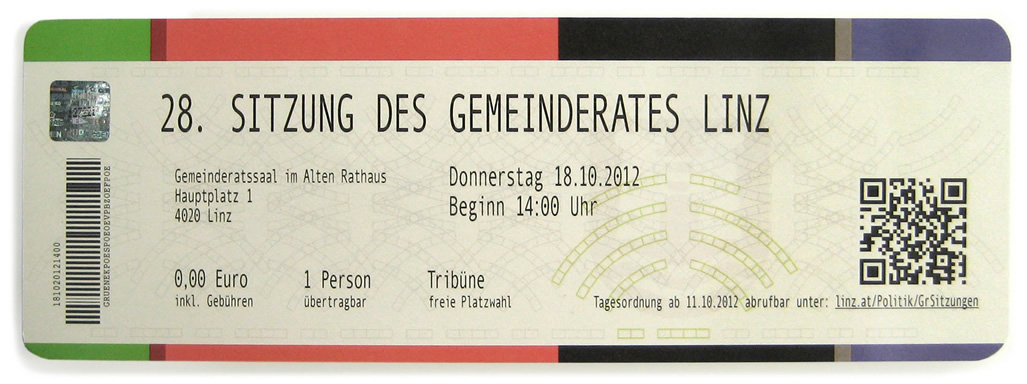 28. SITZUNG DES GEMEINDERATES LINZ
Gemeinderatssaal im Alten Rathaus
Hauptplatz 1
4020 Linz
Donnerstag 18.10.2012
Beginn 14:00 Uhr
0,00 Euro
inkl. Gebühren
1 Person
übertragbar
Tribüne
freie Platzwahl
Tagesordnung ab 11.10.2012 abrufbar unter: linz.at/Politik/GrSitzungen
181020121400
GRUENEKPOESPOEOEVPBZOEFPOE